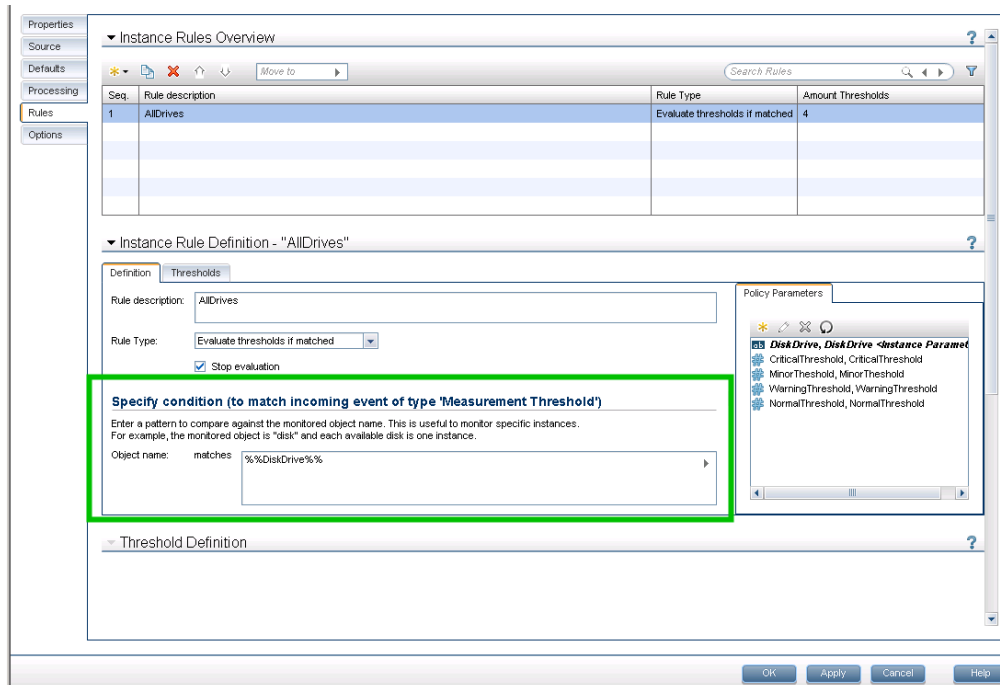 Properties
Source
Defaults
Processing
Rules
Options
Instance Rules Overview
?
Move to
Search Rules
Seq. Rule description Rule Type Amount Thresholds
1 AllDrives Evaluate thresholds if matched 4
Instance Rule Definition - "AllDrives"
?
Definition Thresholds
Rule description: AllDrives
Rule Type: Evaluate thresholds if matched
Stop evaluation
Specify condition (to match incoming event of type 'Measurement Threshold')
Enter a pattern to compare against the monitored object name. This is useful to monitor specific instances.
For example, the monitored object is "disk" and each available disk is one instance.
Object name: matches %%DiskDrive%%
Policy Parameters
ab DiskDrive, DiskDrive <Instance Paramet
CriticalThreshold, CriticalThreshold
MinorTheshold, MinorTheshold
WarningThreshold, WarningThreshold
NormalThreshold, NormalThreshold
Threshold Definition
?
OK Apply Cancel Help